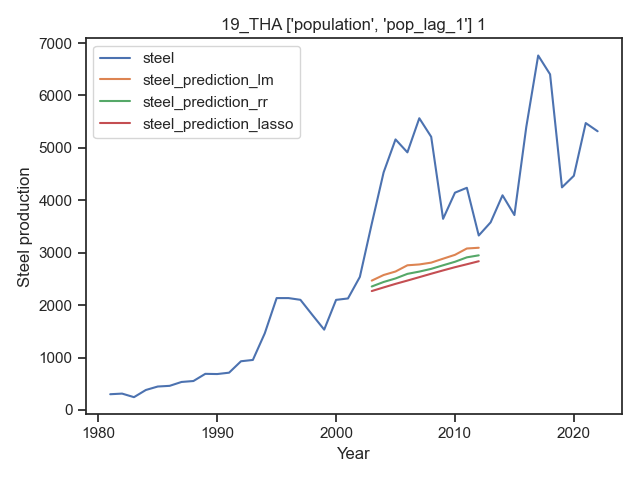 19_THA ['population', 'pop_lag_1'] 1
steel
steel_prediction_lm
steel_prediction_rr
steel_prediction_lasso
Steel production
7000
6000
5000
4000
3000
2000
1000
0
1980
1990
2000
2010
2020
Year